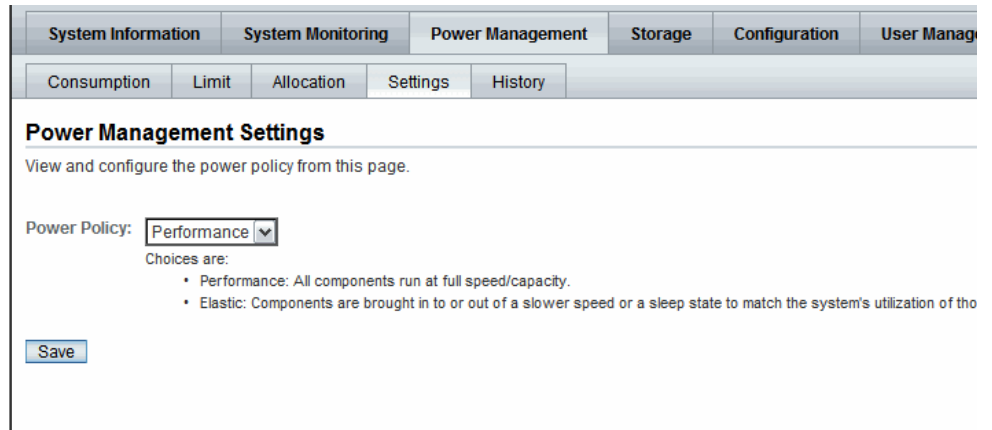 System Information System Monitoring Power Management Storage Configuration User
Consumption Limit Allocation Settings History
Power Management Settings
View and configure the power policy from this page.
Power Policy: Performance
Choices are:
• Performance: All components run at full speed/capacity.
• Elastic: Components are brought in to or out of a slower speed or a sleep state to match the system's utilization of
Save